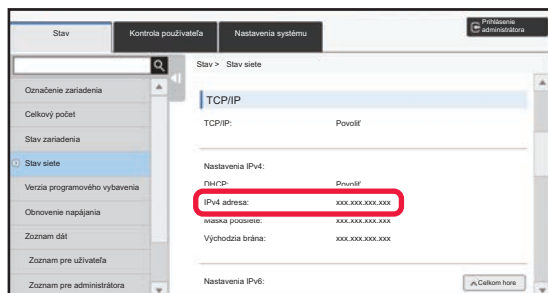 Stav
Kontrola používateľa
Nastavenia systému
Prihlásenie
administrátora
Označenie zariadenia
Celkový počet
Stav zariadenia
Stav siete
Verzia programového vybavenia
Obnovenie napájania
Zoznam dát
Zoznam pre užívateľa
Zoznam pre administrátora
Stav > Stav siete
TCP/IP
TCP/IP: Povoliť
Nastavenia IPv4:
DHCP: Povoliť
IPv4 adresa: xxx.xxx.xxx.xxx
Maska podsiete: xxx.xxx.xxx.xxx
Východzia brána: xxx.xxx.xxx.xxx
Nastavenia IPv6:
Celkom hore